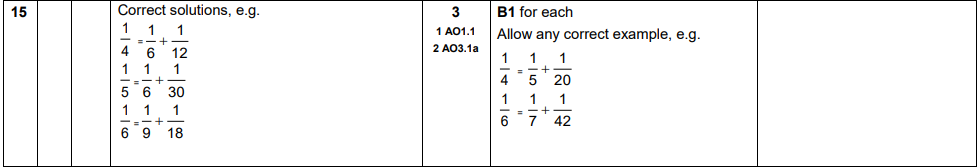 15
Correct solutions, e.g.
1/4 = 1/6 + 1/12
1/5 = 1/6 + 1/30
1/6 = 1/9 + 1/18
3
1 AO1.1
2 AO3.1a
B1 for each
Allow any correct example, e.g.
1/4 = 1/5 + 1/20
1/6 = 1/7 + 1/42